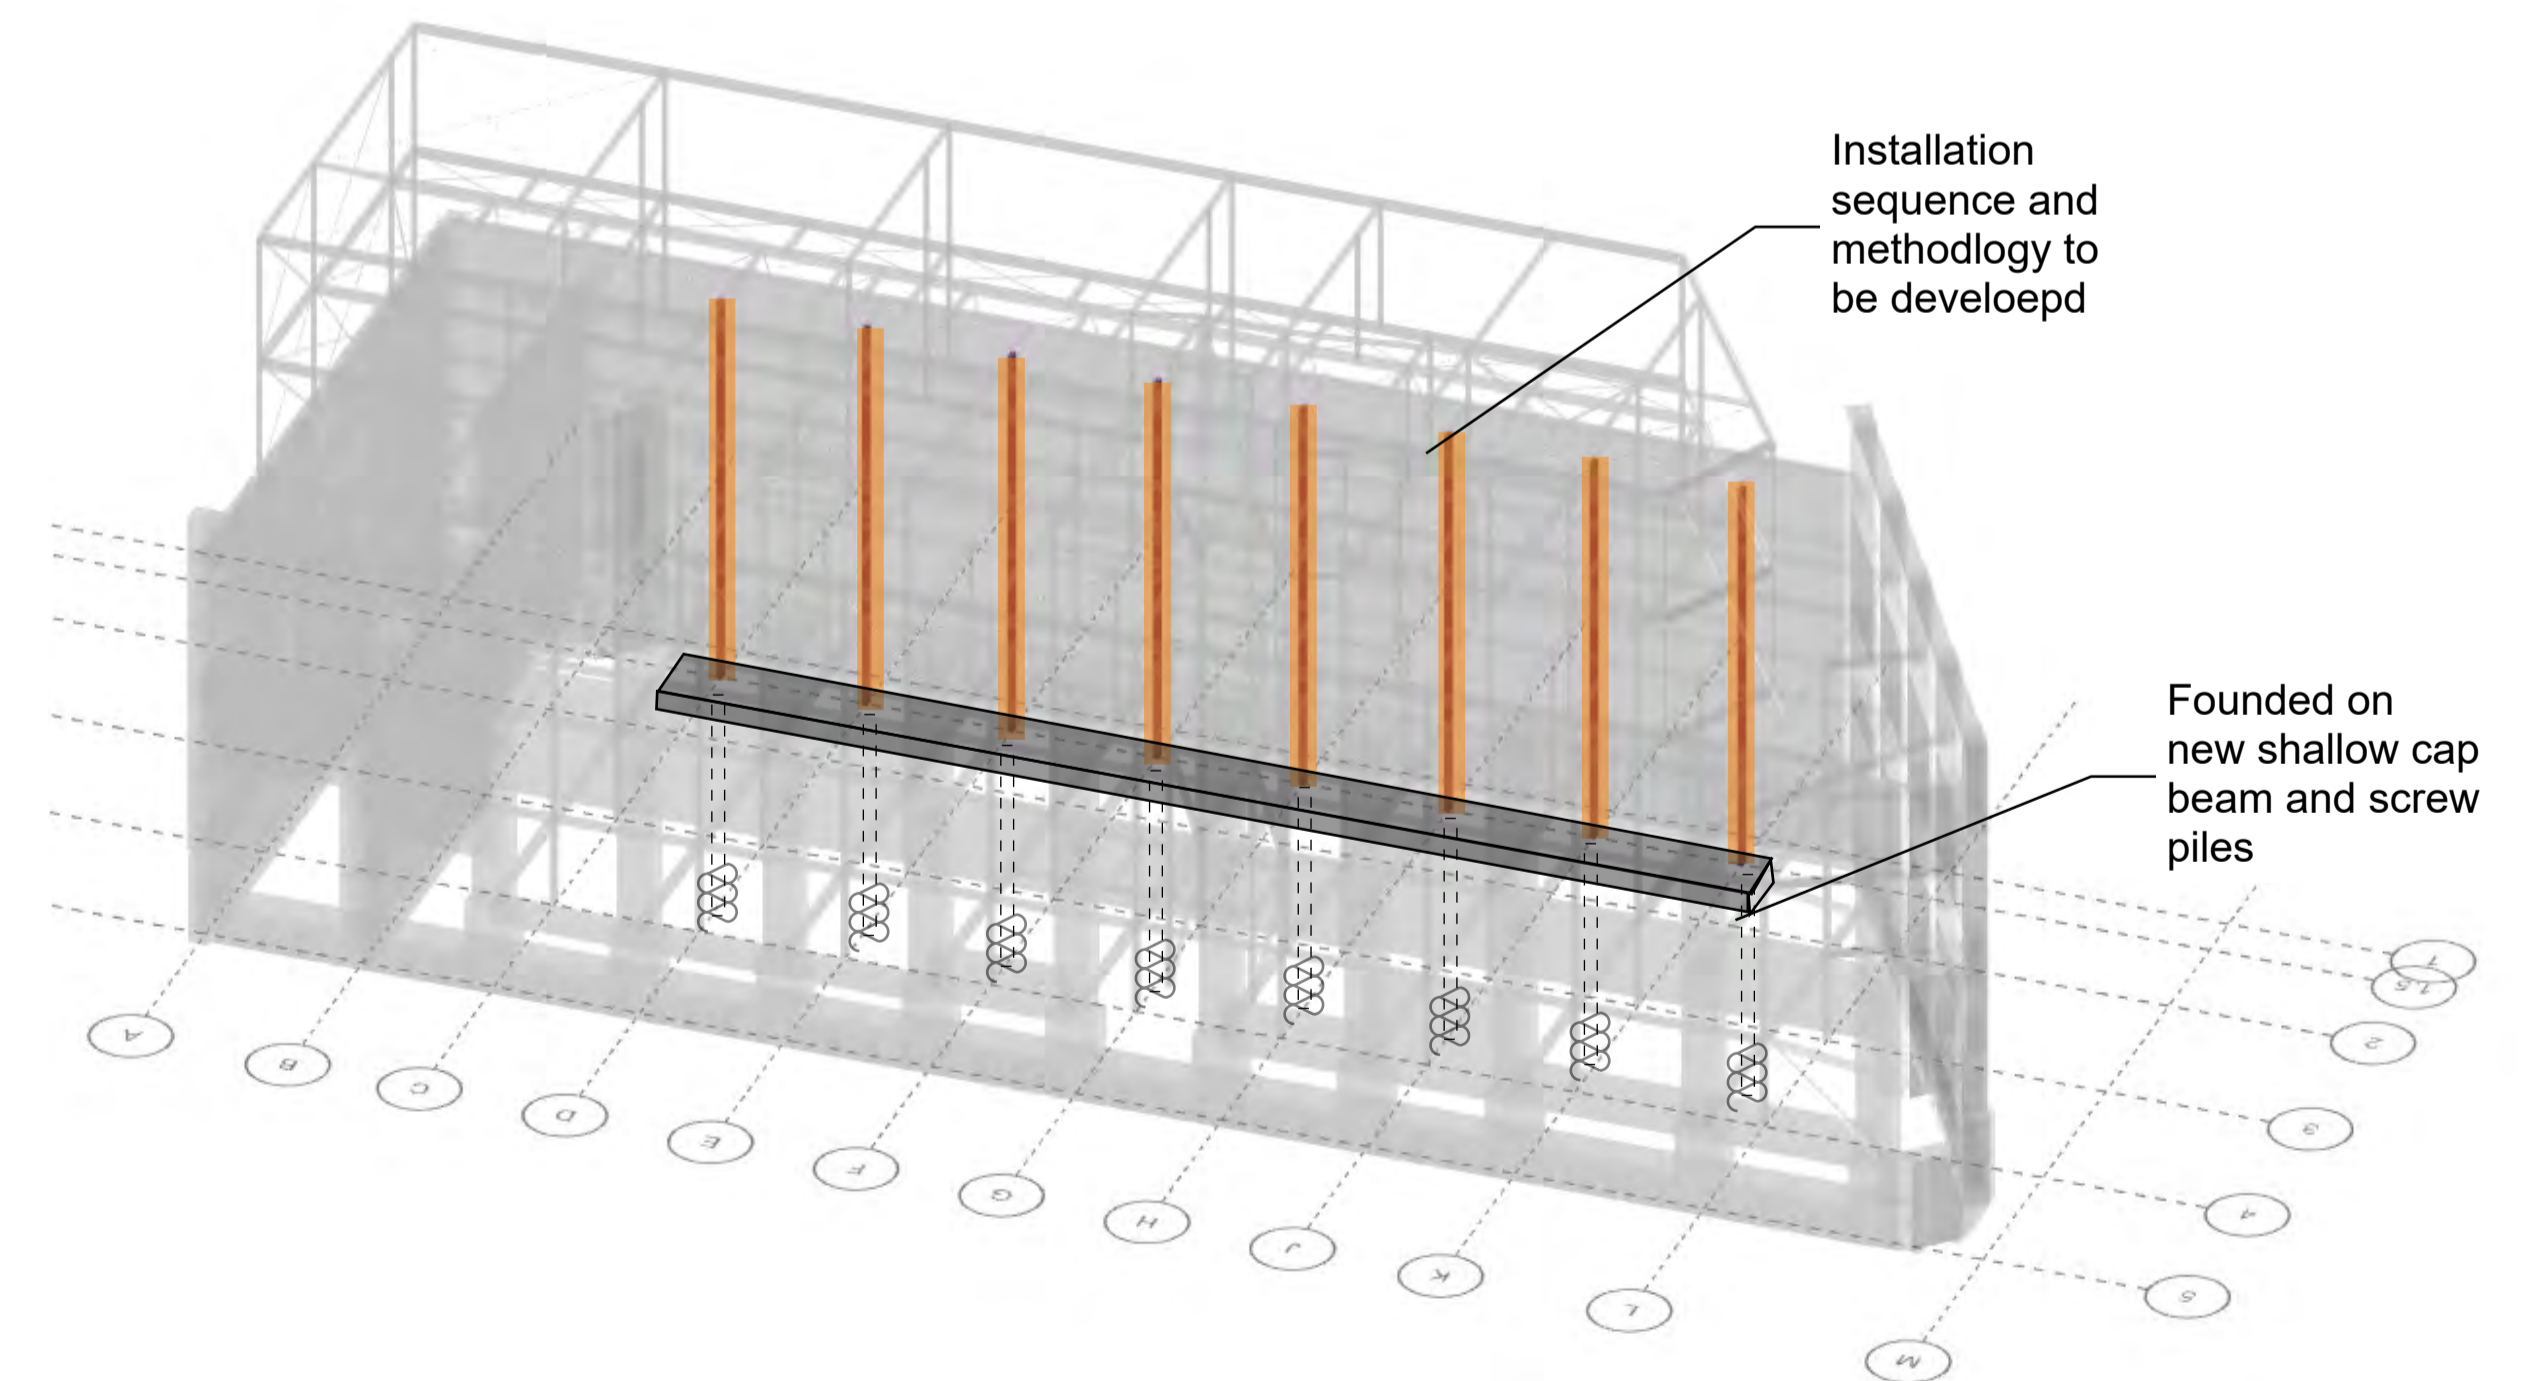 Installation
sequence and
methodlogy to
be develoepd
Founded on
new shallow cap
beam and screw
piles
1
1.5
2
3
4
5
A
B
C
D
E
F
G
H
J
K
L
M